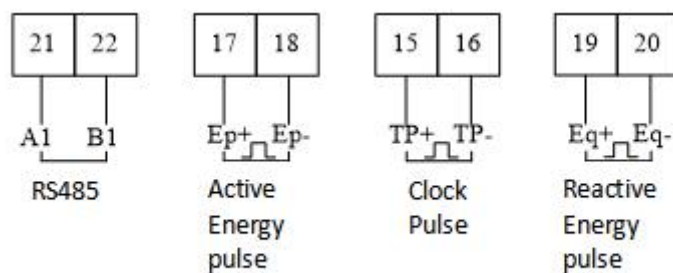 21 22 17 18 15 16 19 20
A1 B1 Ep+ Ep- TP+ TP- Eq+ Eq-
RS485 Active Clock Reactive
Energy Pulse Energy
pulse pulse